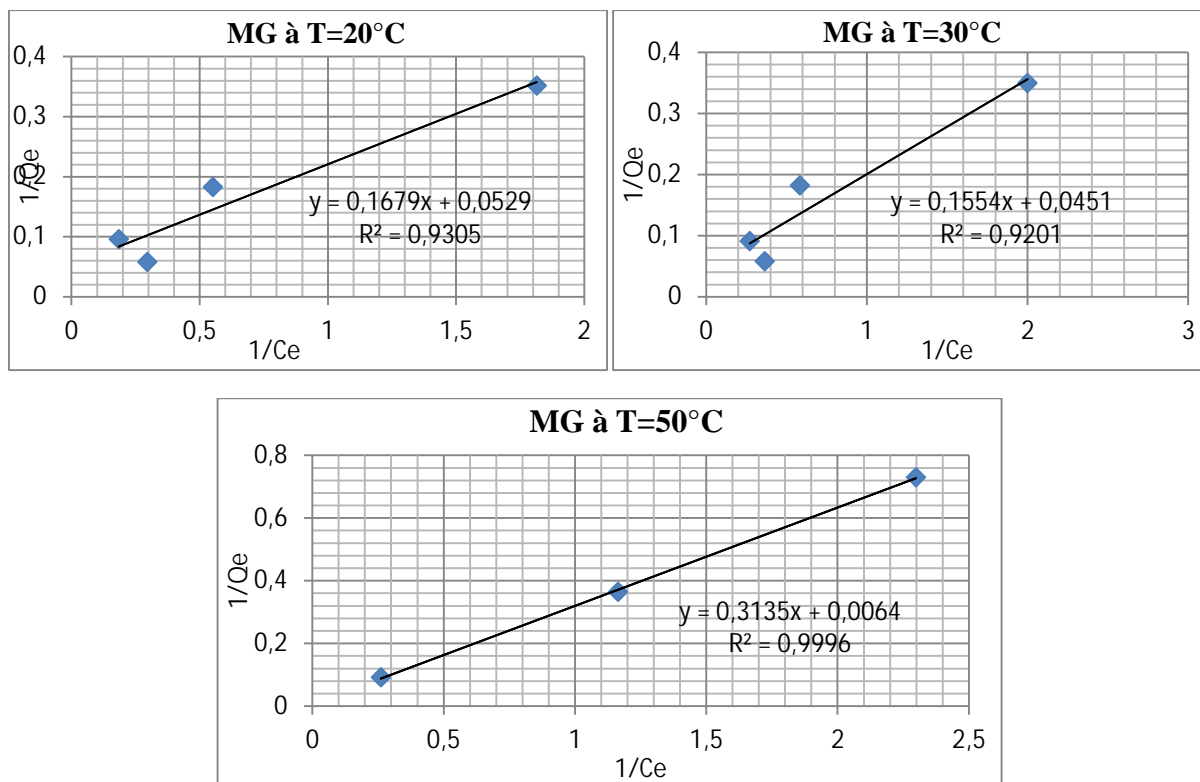 MG à T=20°C
0,4
0,3
0,2
0,1
0
1/Qe
y = 0,1679x + 0,0529
R² = 0,9305
0 0,5 1 1,5 2
1/Ce
MG à T=30°C
0,4
0,3
0,2
0,1
0
1/Qe
y = 0,1554x + 0,0451
R² = 0,9201
0 1 2 3
1/Ce
MG à T=50°C
0,8
0,6
0,4
0,2
0
1/Qe
y = 0,3135x + 0,0064
R² = 0,9996
0 0,5 1 1,5 2 2,5
1/Ce